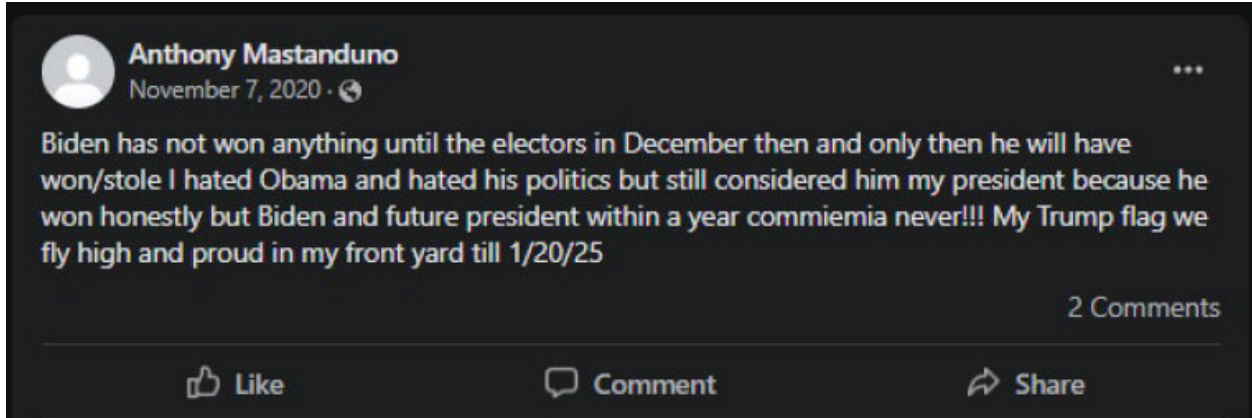 Anthony Mastanduno
November 7, 2020 ·
Biden has not won anything until the electors in December then and only then he will have
won/stole I hated Obama and hated his politics but still considered him my president because he
won honestly but Biden and future president within a year commiemia never!!! My Trump flag we
fly high and proud in my front yard till 1/20/25
2 Comments
Like Comment Share